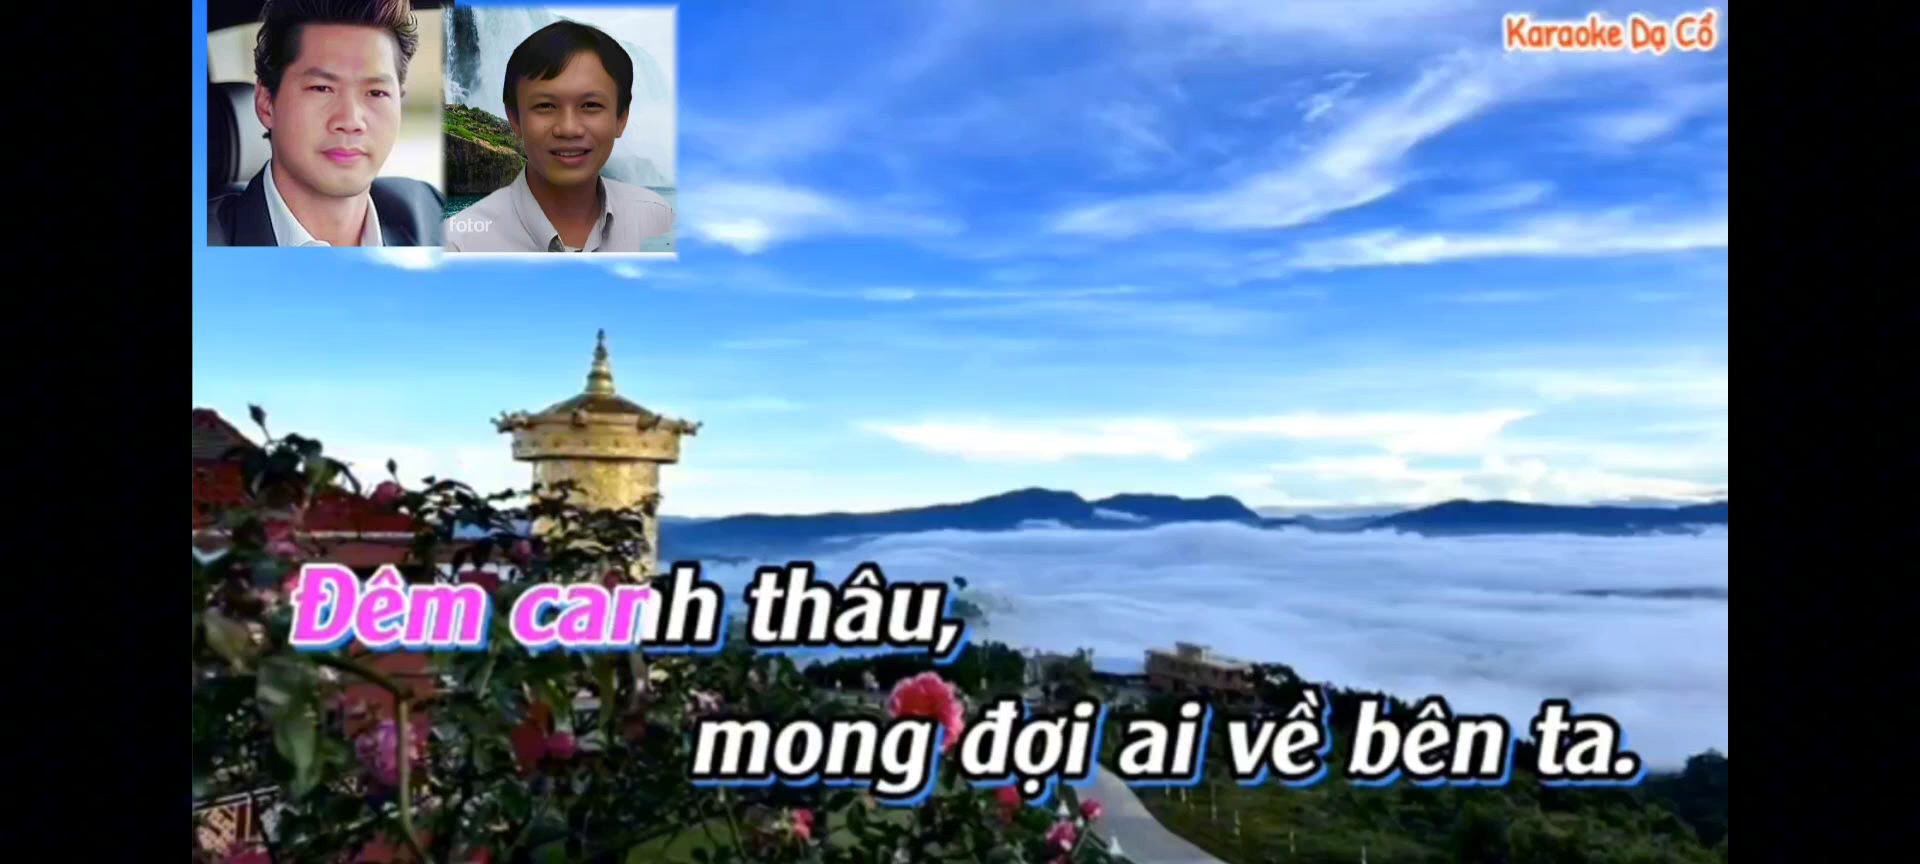 Karaoke Dạ Cổ
fotor
Đêm canh thâu,
mong đợi ai về bên ta.